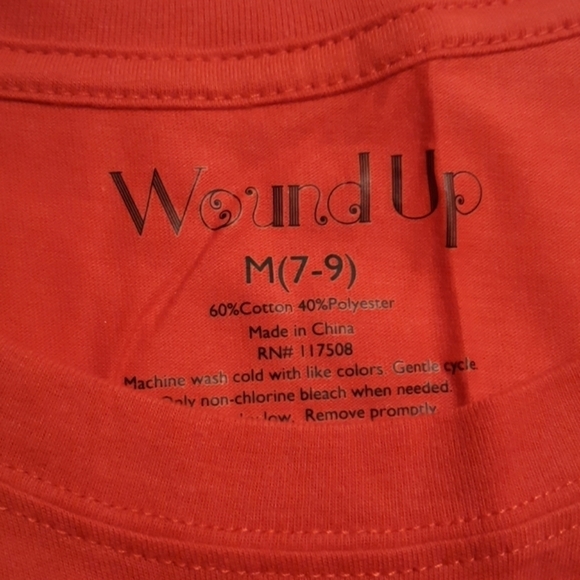 Wound Up
M(7-9)
60%Cotton 40%Polyester
Made in China
RN# 117508
Machine wash cold with like colors. Gentle cycle
Only non-chlorine bleach when needed.
low. Remove promptly